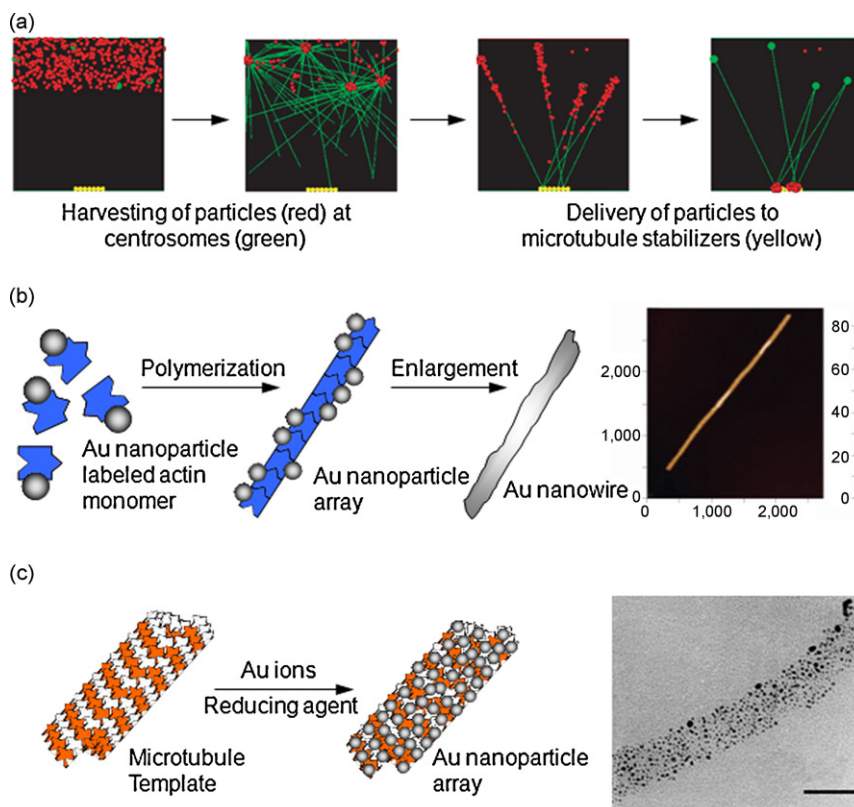 (a)
Harvesting of particles (red) at
centrosomes (green)
Delivery of particles to
microtubule stabilizers (yellow)
(b)
Polymerization
Enlargement
Au nanoparticle
labeled actin
monomer
Au nanoparticle
array
Au nanowire
2,000
1,000
0
0
1,000
2,000
80
60
40
20
0
(c)
Au ions
Reducing agent
Microtubule
Template
Au nanoparticle
array